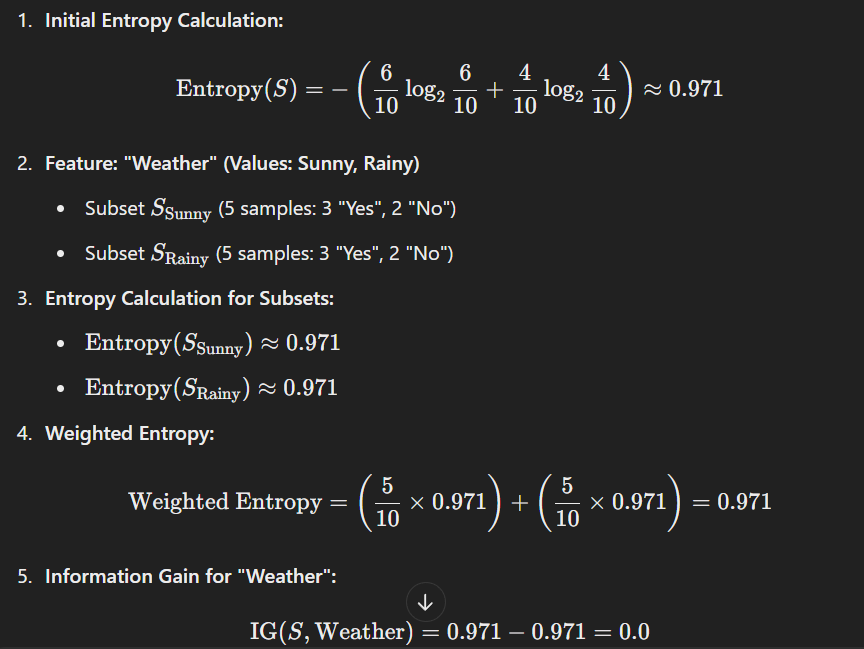 1. Initial Entropy Calculation:
Entropy(S) = − (6/10 log₂ 6/10 + 4/10 log₂ 4/10) ≈ 0.971
2. Feature: "Weather" (Values: Sunny, Rainy)
• Subset S_Sunny (5 samples: 3 "Yes", 2 "No")
• Subset S_Rainy (5 samples: 3 "Yes", 2 "No")
3. Entropy Calculation for Subsets:
• Entropy(S_Sunny) ≈ 0.971
• Entropy(S_Rainy) ≈ 0.971
4. Weighted Entropy:
Weighted Entropy = (5/10 × 0.971) + (5/10 × 0.971) = 0.971
5. Information Gain for "Weather":
IG(S, Weather) = 0.971 − 0.971 = 0.0